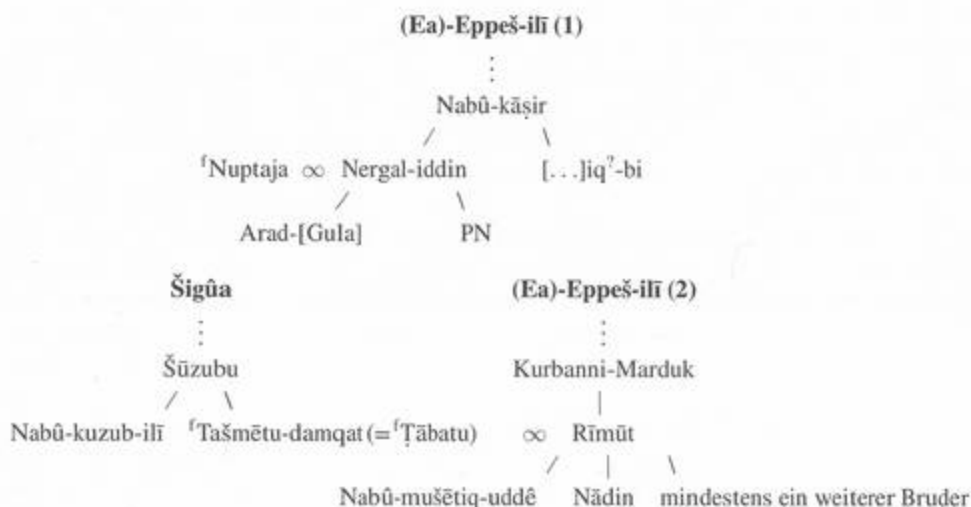 (Ea)-Eppeš-ilī (1)
Nabû-kāṣir
ᶠNuptaja ∞ Nergal-iddin [...]iq?-bi
Arad-[Gula] PN
Šigûa (Ea)-Eppeš-ilī (2)
Šūzubu Kurbanni-Marduk
Nabû-kuzub-ilī ᶠTašmētu-damqat (= ᶠṬābatu) ∞ Rīmūt
Nabû-mušētiq-uddê Nādin mindestens ein weiterer Bruder